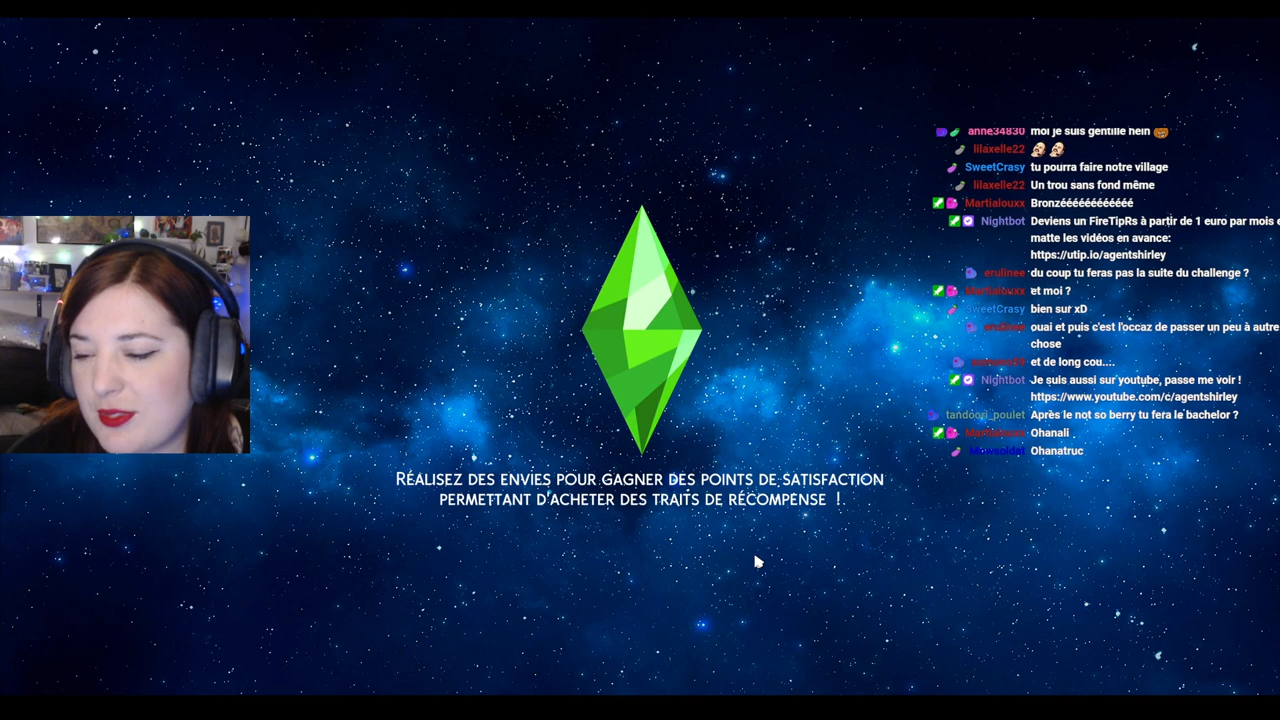 anne34830 moi je suis gentille hein
lilaxelle22
SweetCrasy tu pourra faire notre village
lilaxelle22 Un trou sans fond même
Martialouxx Bronzéééééééééééé
Nightbot Deviens un FireTipRs à partir de 1 euro par mois e
matte les vidéos en avance:
https://utip.io/agentshirley
erulinee du coup tu feras pas la suite du challenge ?
Martialouxx et moi ?
SweetCrasy bien sur xD
erulinee ouai et puis c'est l'occaz de passer un peu à autre
chose
et de long cou....
Nightbot Je suis aussi sur youtube, passe me voir !
https://www.youtube.com/c/agentshirley
tandoori_poulet Après le not so berry tu fera le bachelor ?
Martialouxx Ohanali
Ohanatruc
RÉALISEZ DES ENVIES POUR GAGNER DES POINTS DE SATISFACTION
PERMETTANT D'ACHETER DES TRAITS DE RÉCOMPENSE !